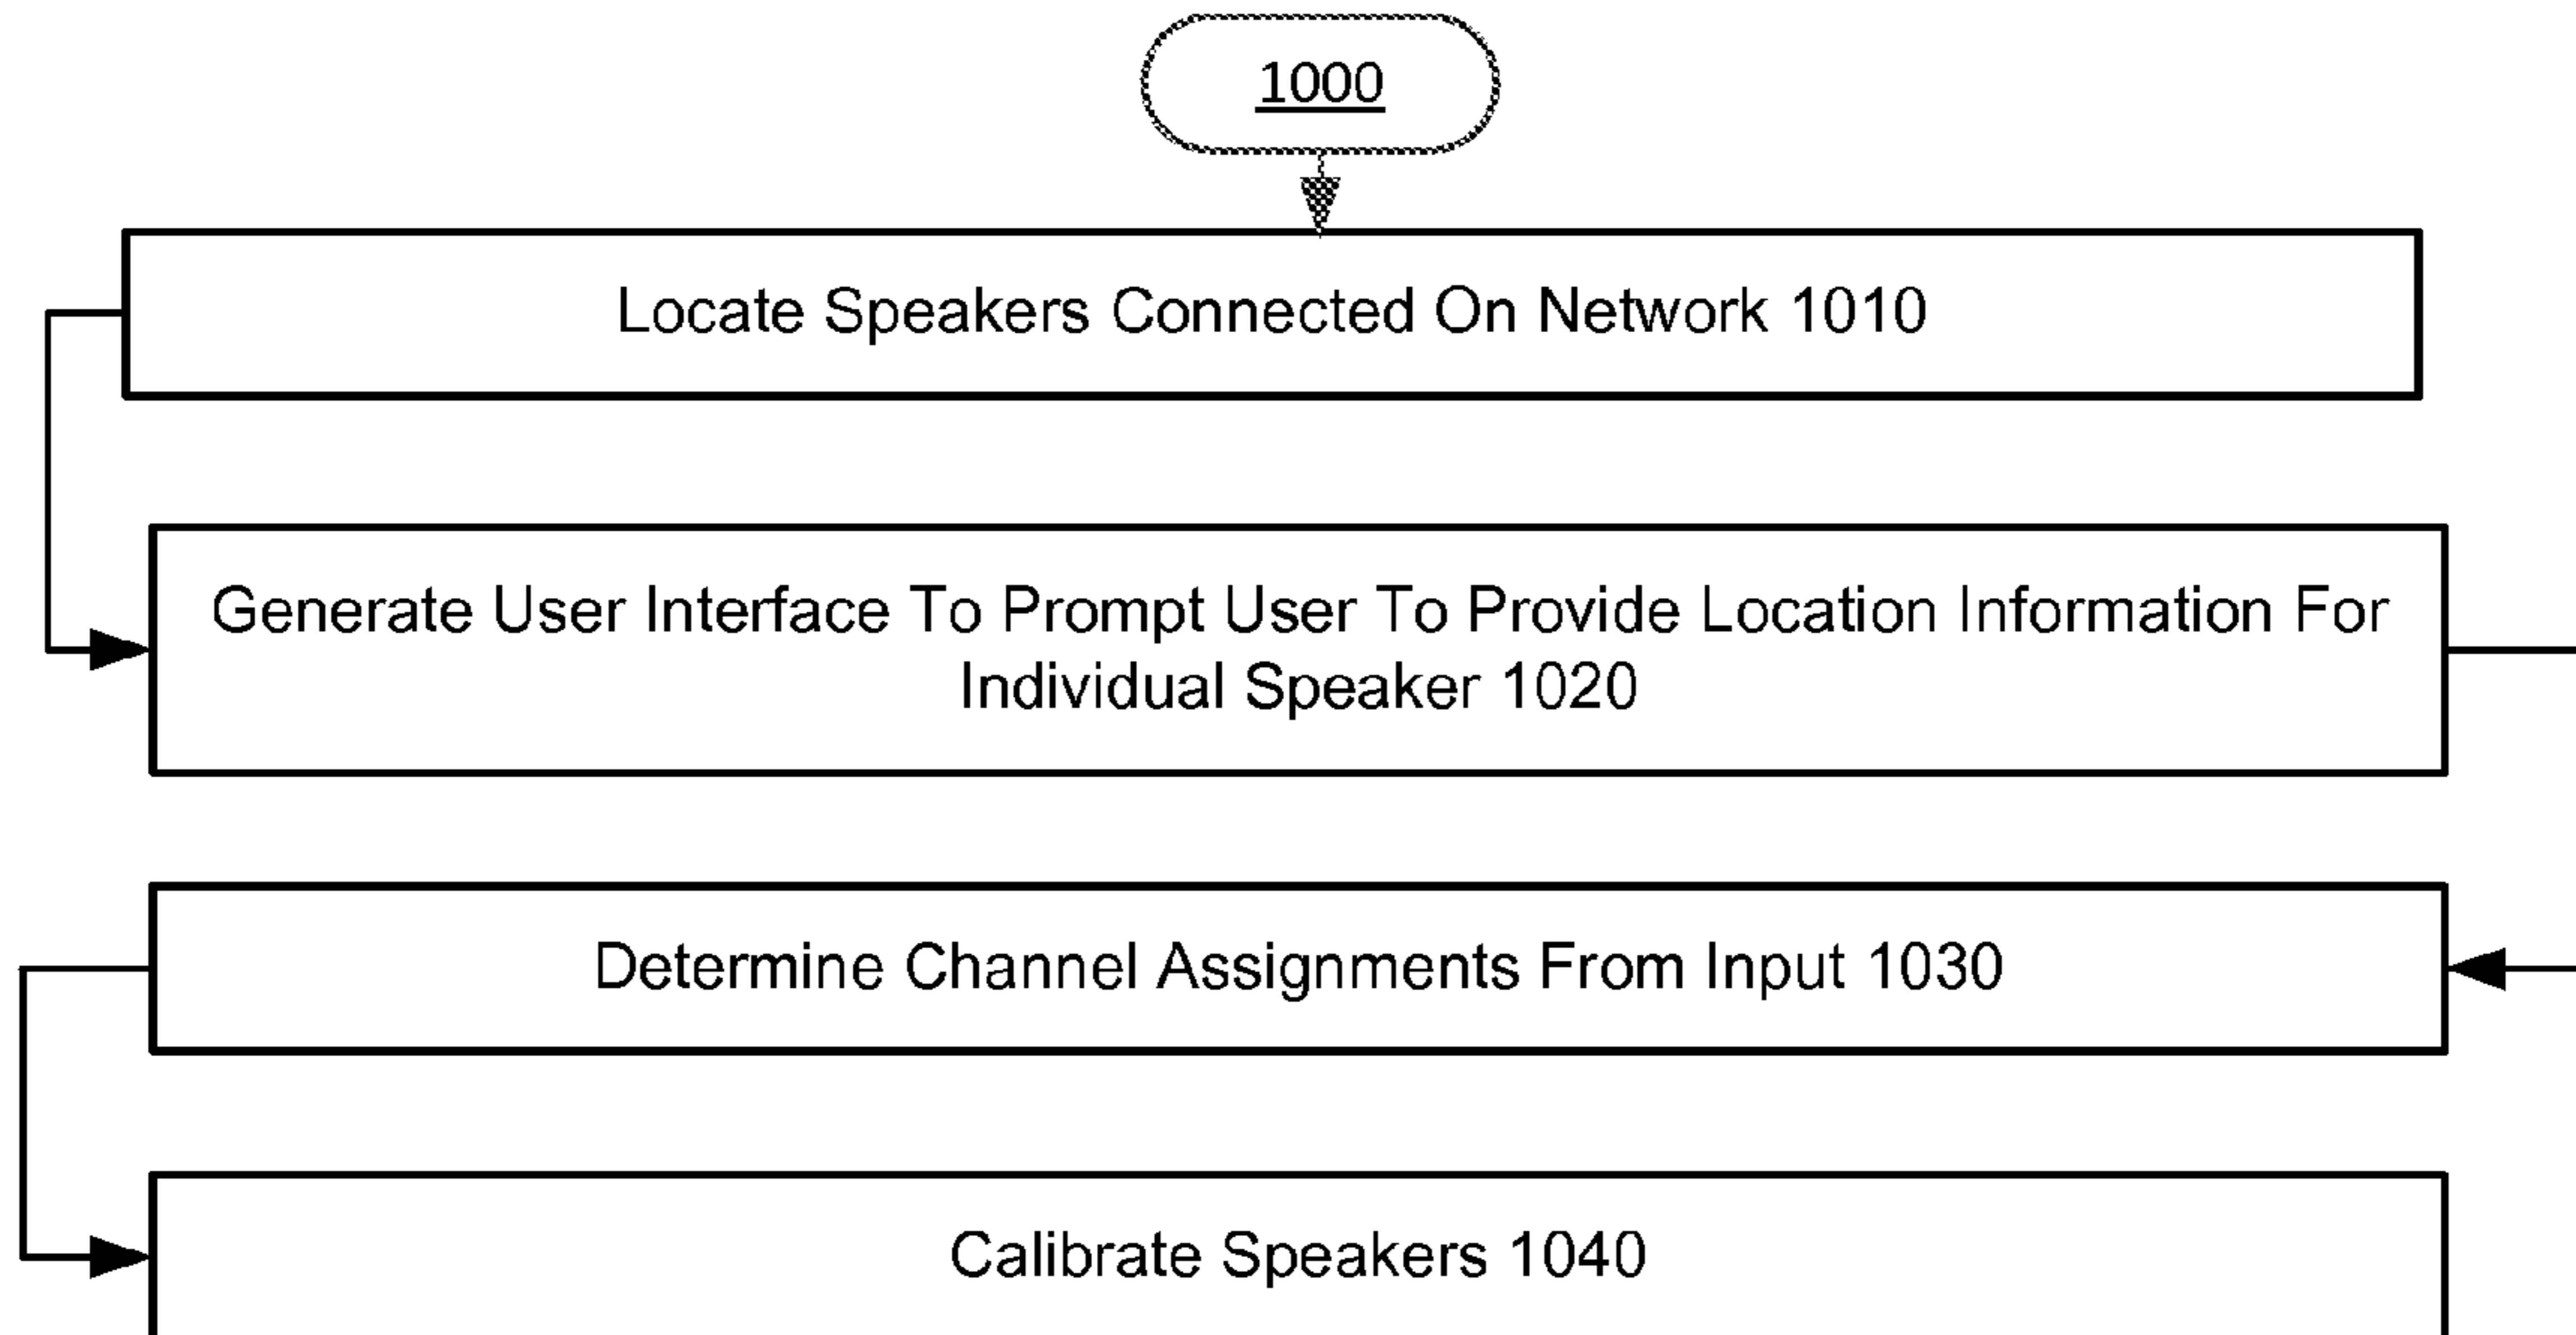 1000
Locate Speakers Connected On Network 1010
Generate User Interface To Prompt User To Provide Location Information For
Individual Speaker 1020
Determine Channel Assignments From Input 1030
Calibrate Speakers 1040